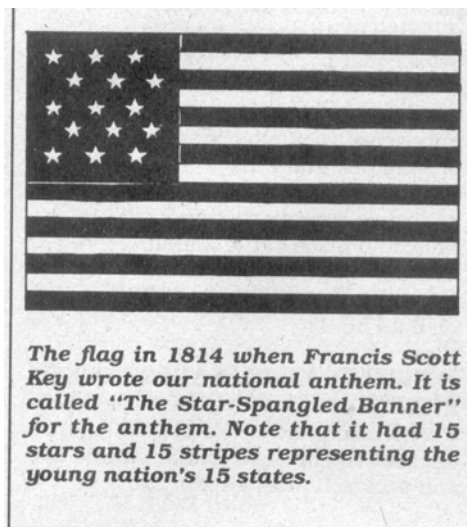 The flag in 1814 when Francis Scott
Key wrote our national anthem. It is
called "The Star-Spangled Banner"
for the anthem. Note that it had 15
stars and 15 stripes representing the
young nation's 15 states.